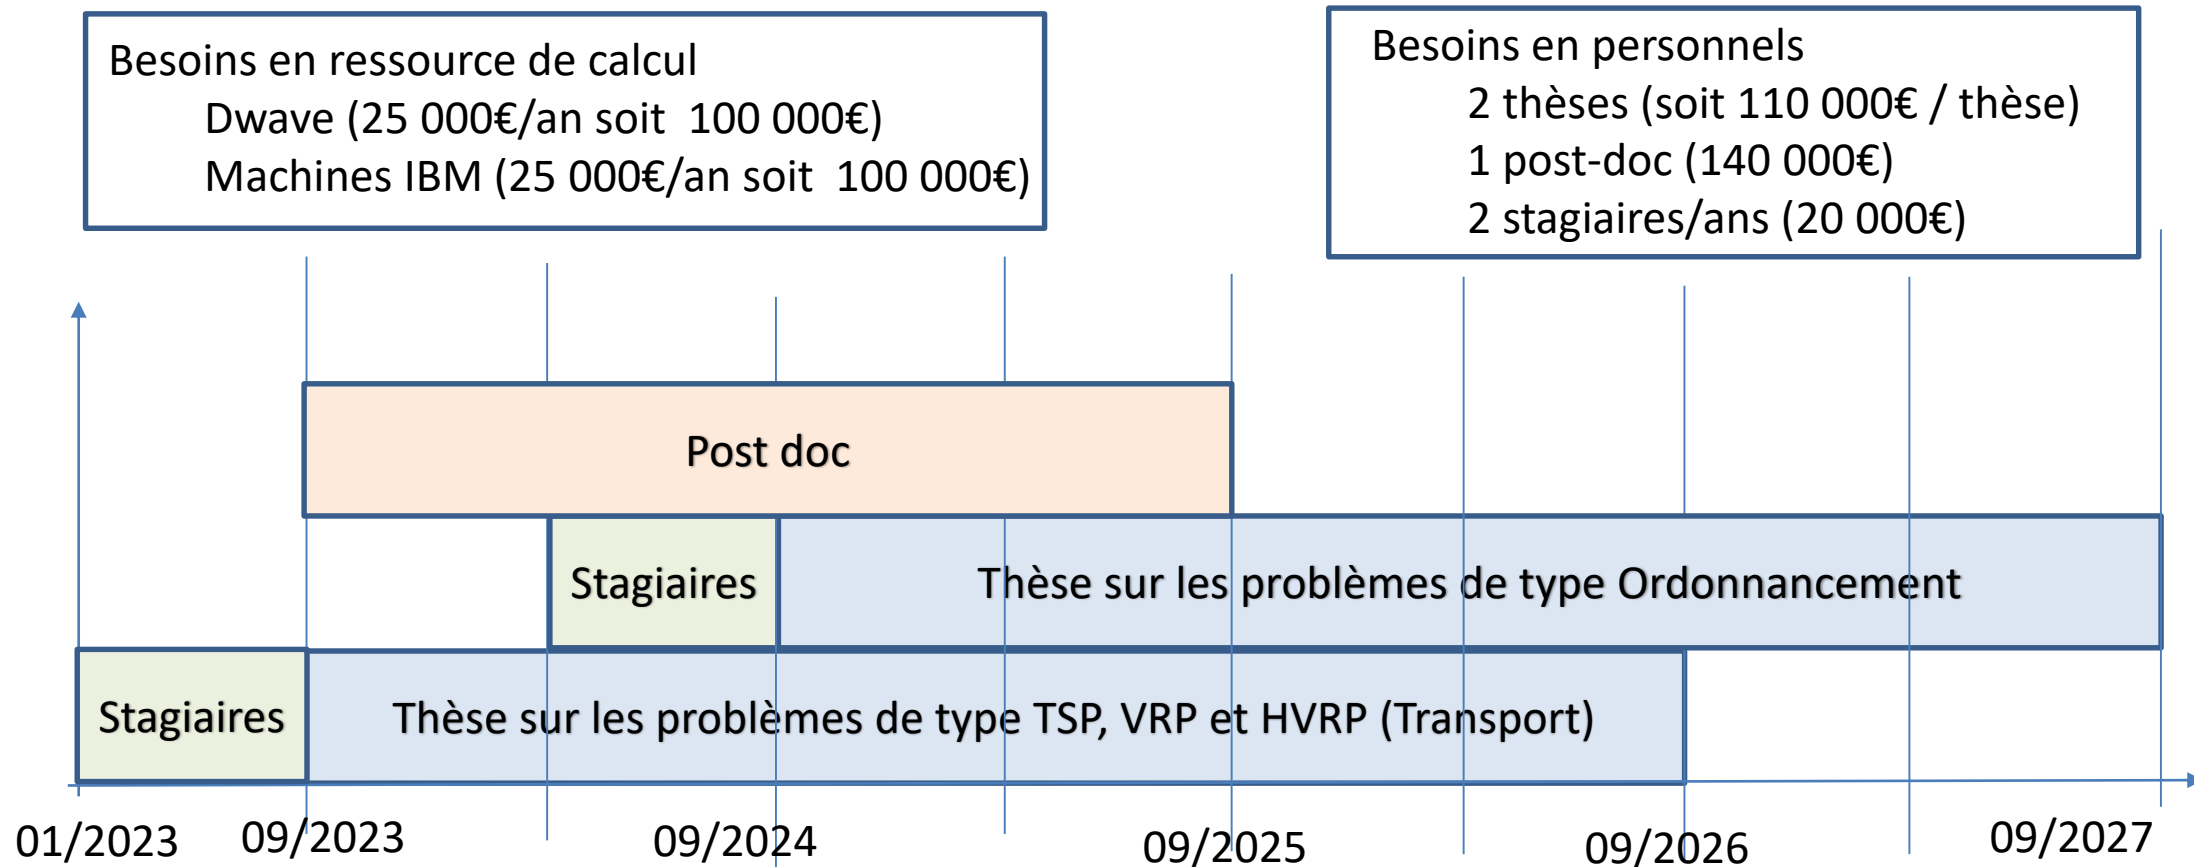 Besoins en ressource de calcul
Dwave (25 000€/an soit 100 000€)
Machines IBM (25 000€/an soit 100 000€)
Besoins en personnels
2 thèses (soit 110 000€ / thèse)
1 post-doc (140 000€)
2 stagiaires/ans (20 000€)
Post doc
Stagiaires
Thèse sur les problèmes de type Ordonnancement
Stagiaires
Thèse sur les problèmes de type TSP, VRP et HVRP (Transport)
01/2023
09/2023
09/2024
09/2025
09/2026
09/2027